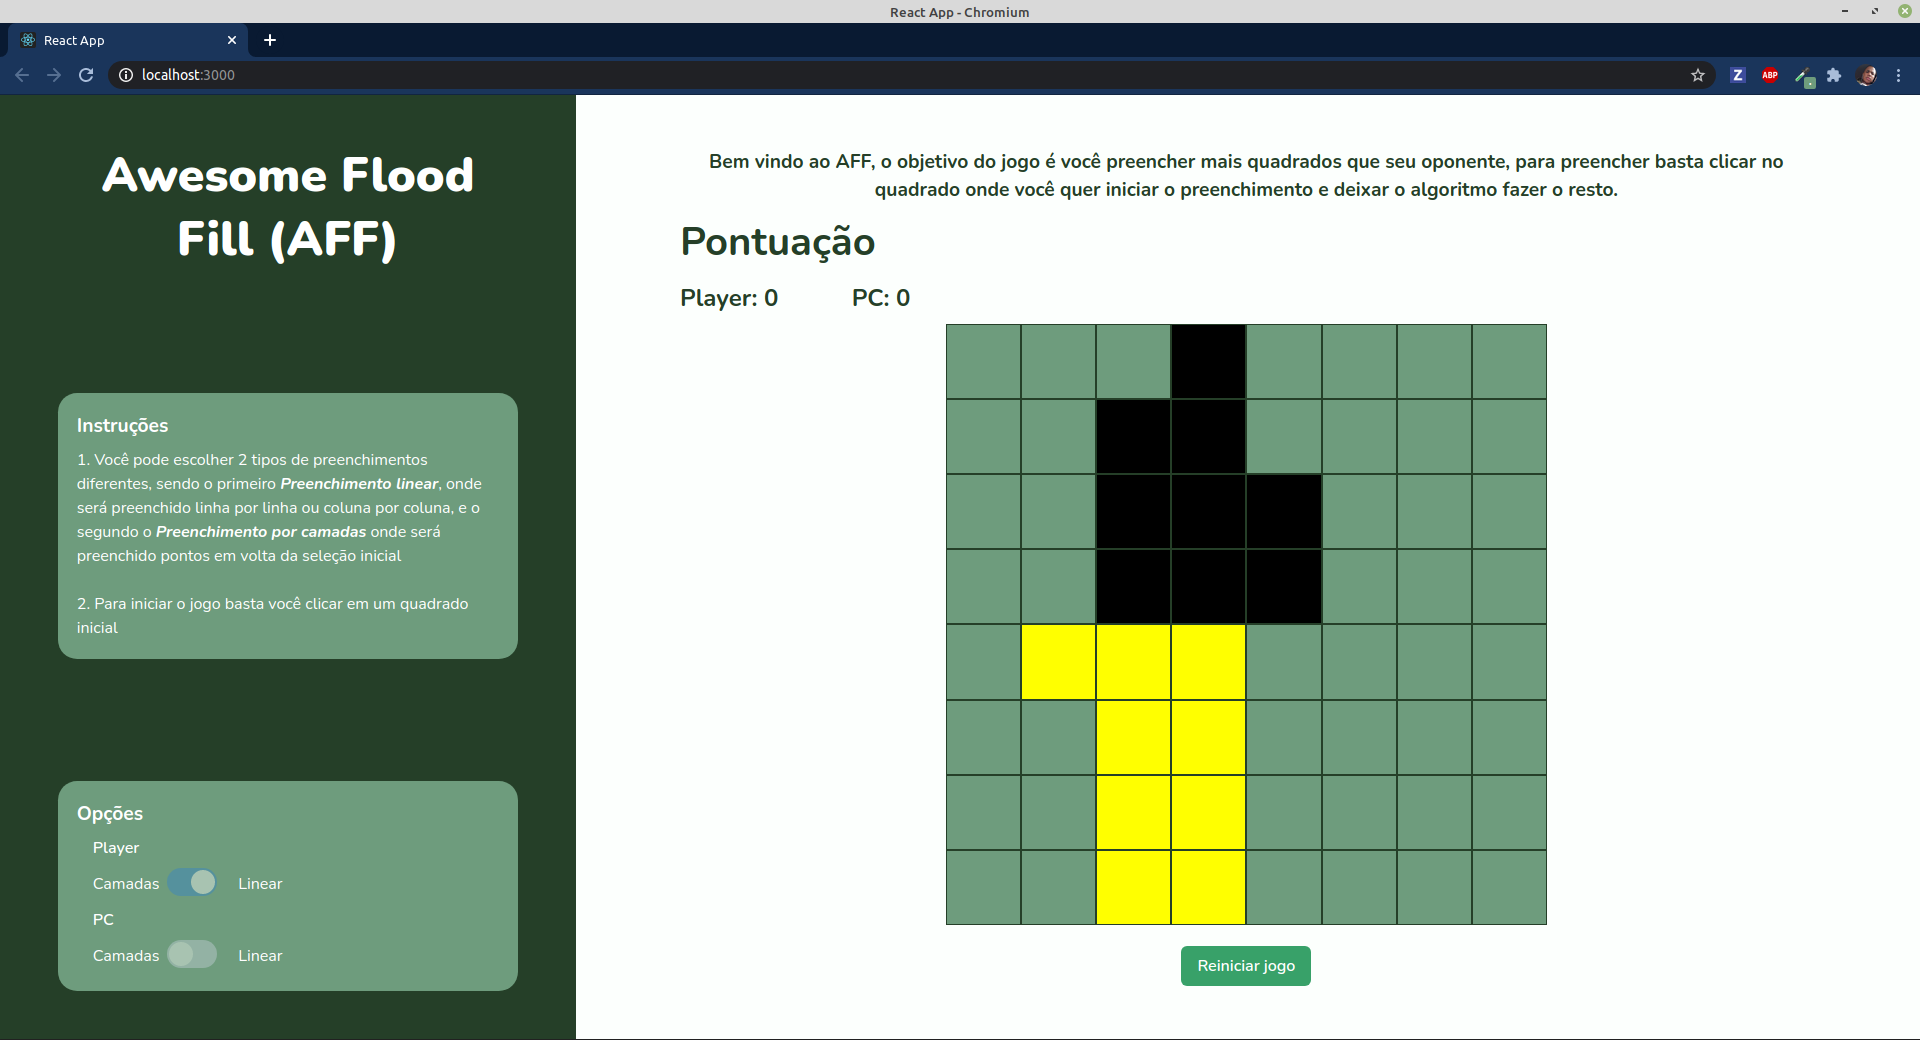 React App - Chromium
React App
localhost:3000
Z
ABP
Awesome Flood
Fill (AFF)
Instruções
1. Você pode escolher 2 tipos de preenchimentos
diferentes, sendo o primeiro Preenchimento linear, onde
será preenchido linha por linha ou coluna por coluna, e o
segundo o Preenchimento por camadas onde será
preenchido pontos em volta da seleção inicial
2. Para iniciar o jogo basta você clicar em um quadrado
inicial
Opções
Player
Camadas Linear
PC
Camadas Linear
Bem vindo ao AFF, o objetivo do jogo é você preencher mais quadrados que seu oponente, para preencher basta clicar no
quadrado onde você quer iniciar o preenchimento e deixar o algoritmo fazer o resto.
Pontuação
Player: 0 PC: 0
Reiniciar jogo